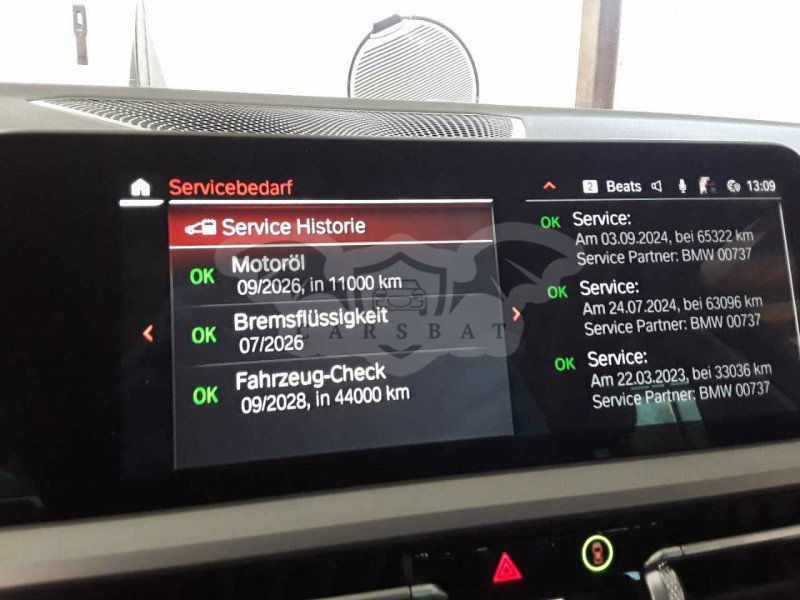 Servicebedarf
2 Beats 13:09
Service Historie
OK Motoröl
09/2026, in 11000 km
OK Bremsflüssigkeit
07/2026
OK Fahrzeug-Check
09/2028, in 44000 km
OK Service:
Am 03.09.2024, bei 65322 km
Service Partner: BMW 00737
OK Service:
Am 24.07.2024, bei 63096 km
Service Partner: BMW 00737
OK Service:
Am 22.03.2023, bei 33036 km
Service Partner: BMW 00737
CARSBAT